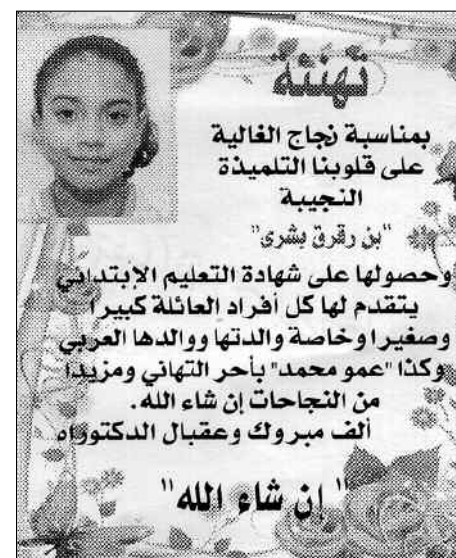 تهنئة
بمناسبة نجاح الغالية
على قلوبنا التلميذة
النجيبة
"بن رقرق بشرى"
وحصولها على شهادة التعليم الإبتدائي
يتقدم لها كل أفراد العائلة كبيرا
وصغيرا وخاصة والدتها ووالدها العربي
وكذا "عمو محمد" بأحر التهاني ومزيدا
من النجاحات إن شاء الله.
ألف مبروك وعقبال الدكتوراه
"إن شاء الله"